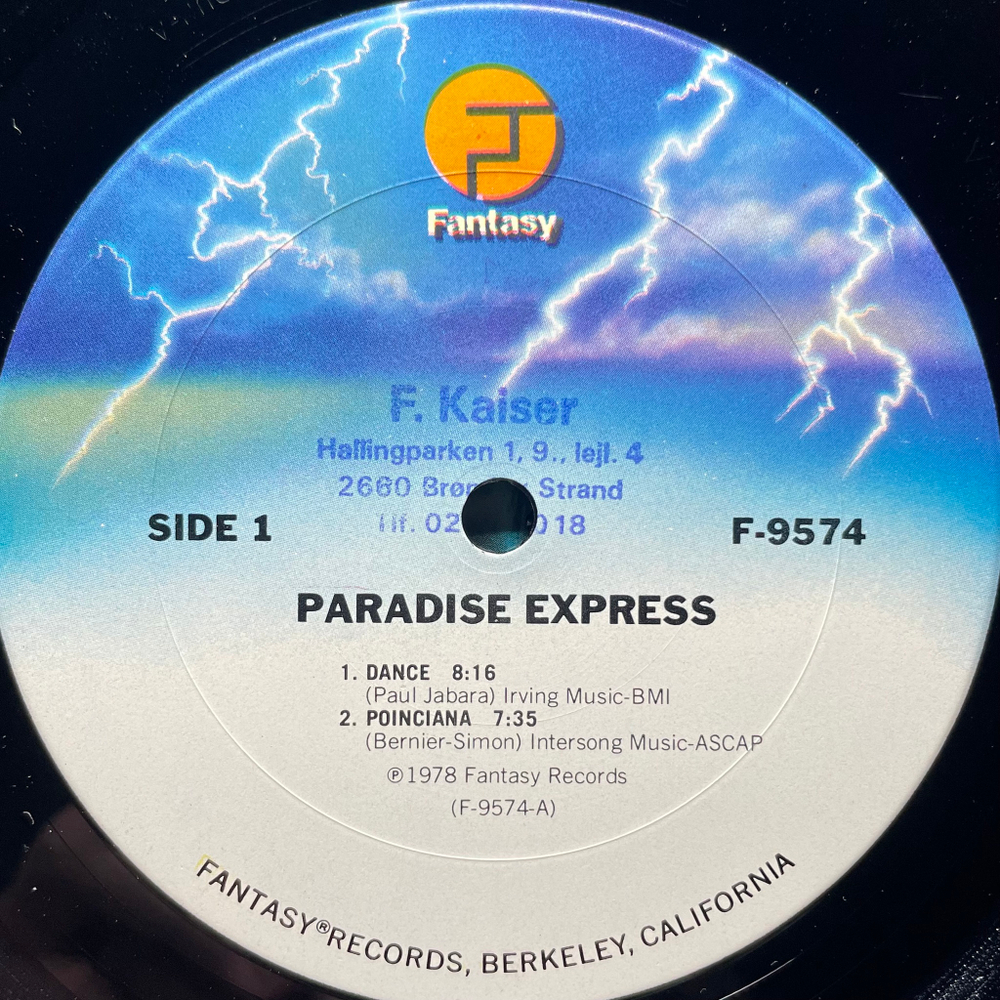 Fantasy
F. Kaiser
Hallingparken 1, 9., lejl. 4
2660 Strand
02 018
SIDE 1
F-9574
PARADISE EXPRESS
1. DANCE 8:16
(Paul Jabara) Irving Music-BMI
2. POINCIANA 7:35
(Bernier-Simon) Intersong Music-ASCAP
℗1978 Fantasy Records
(F-9574-A)
FANTASY®RECORDS, BERKELEY, CALIFORNIA